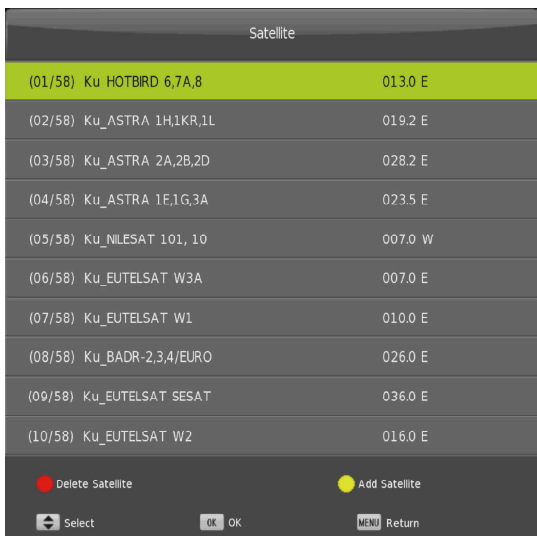 Satellite
(01/58) Ku HOTBIRD 6,7A,8 013.0 E
(02/58) Ku_ASTRA 1H,1KR,1L 019.2 E
(03/58) Ku_ASTRA 2A,2B,2D 028.2 E
(04/58) Ku_ASTRA 1E,1G,3A 023.5 E
(05/58) Ku_NILESAT 101, 10 007.0 W
(06/58) Ku_EUTELSAT W3A 007.0 E
(07/58) Ku_EUTELSAT W1 010.0 E
(08/58) Ku_BADR-2,3,4/EURO 026.0 E
(09/58) Ku_EUTELSAT SESAT 036.0 E
(10/58) Ku_EUTELSAT W2 016.0 E
Delete Satellite Add Satellite
Select OK OK MENU Return